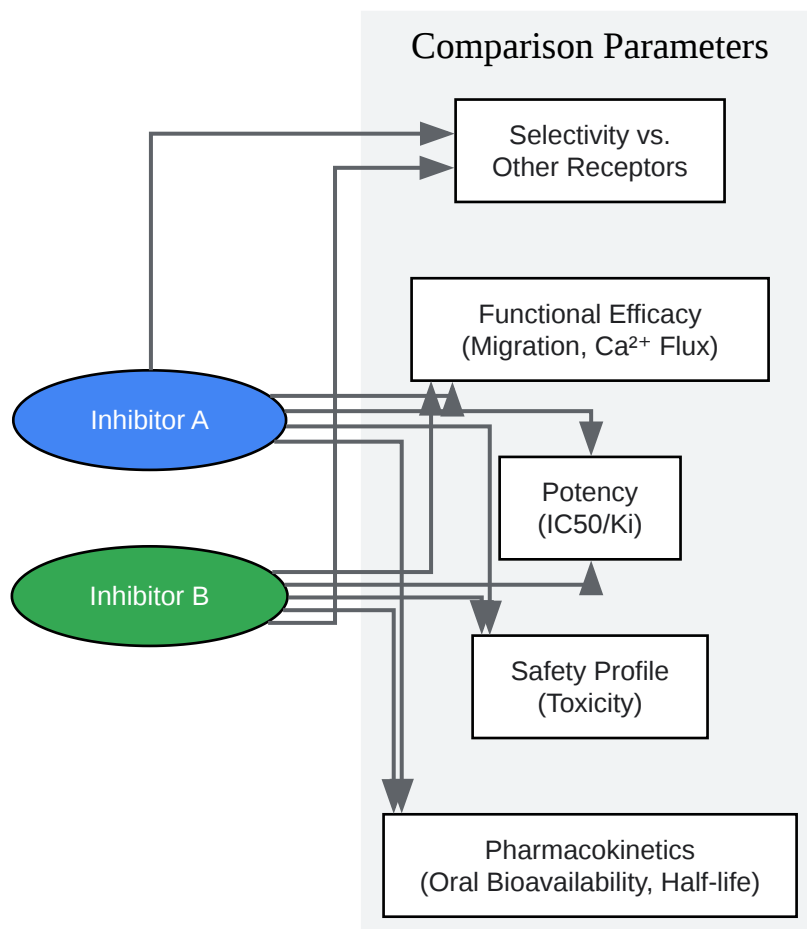 Comparison Parameters
Selectivity vs.
Other Receptors
Functional Efficacy
(Migration, Ca²⁺ Flux)
Inhibitor A
Potency
(IC50/Ki)
Inhibitor B
Safety Profile
(Toxicity)
Pharmacokinetics
(Oral Bioavailability, Half-life)